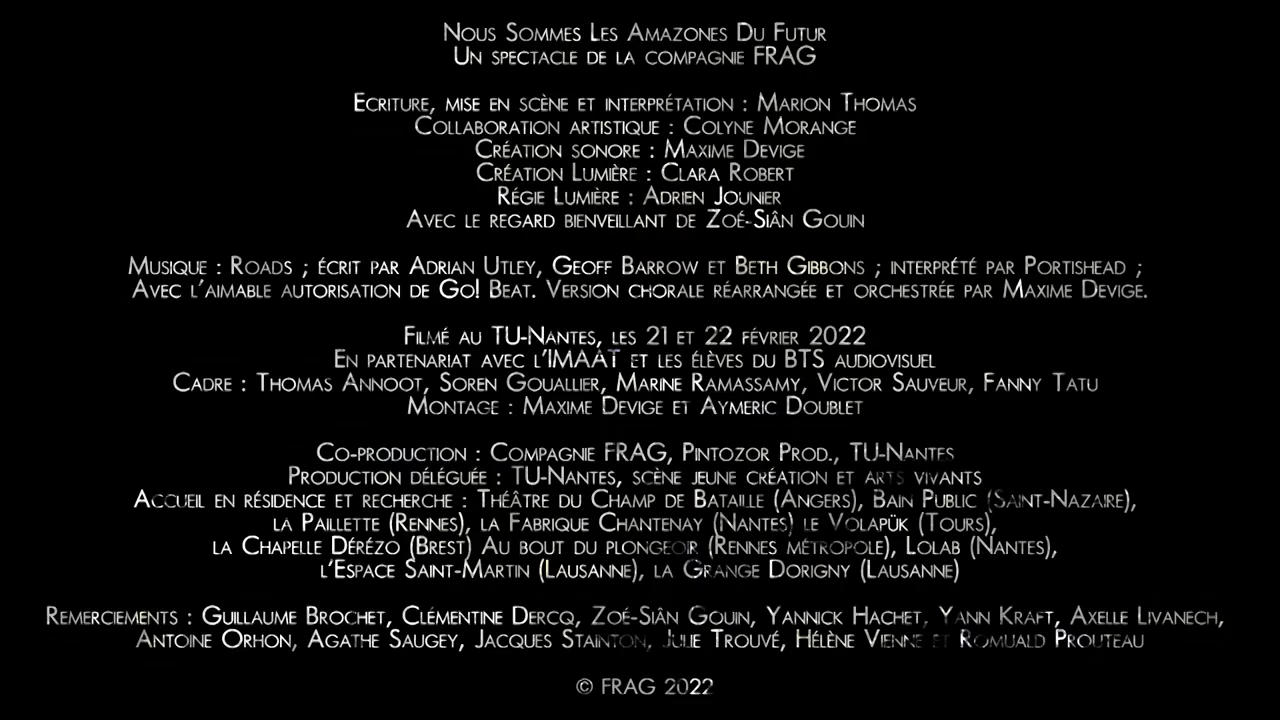 Nous Sommes Les Amazones Du Futur
Un spectacle de la compagnie FRAG
Ecriture, mise en scène et interprétation : Marion Thomas
Collaboration artistique : Colyne Morange
Création sonore : Maxime Devige
Création Lumière : Clara Robert
Régie Lumière : Adrien Jounier
Avec le regard bienveillant de Zoé-Siân Gouin
Musique : Roads ; écrit par Adrian Utley, Geoff Barrow et Beth Gibbons ; interprété par Portishead ;
Avec l'aimable autorisation de Go! Beat. Version chorale réarrangée et orchestrée par Maxime Devige.
Filmé au TU-Nantes, les 21 et 22 février 2022
En partenariat avec l'IMAAT et les élèves du BTS audiovisuel
Cadre : Thomas Annoot, Soren Gouallier, Marine Ramassamy, Victor Sauveur, Fanny Tatu
Montage : Maxime Devige et Aymeric Doublet
Co-production : Compagnie FRAG, Pintozor Prod., TU-Nantes
Production déléguée : TU-Nantes, scène jeune création et arts vivants
Accueil en résidence et recherche : Théâtre du Champ de Bataille (Angers), Bain Public (Saint-Nazaire),
la Paillette (Rennes), la Fabrique Chantenay (Nantes) le Volapük (Tours),
la Chapelle Dérézo (Brest) Au bout du plongeoir (Rennes métropole), Lolab (Nantes),
l'Espace Saint-Martin (Lausanne), la Grange Dorigny (Lausanne)
Remerciements : Guillaume Brochet, Clémentine Dercq, Zoé-Siân Gouin, Yannick Hachet, Yann Kraft, Axelle Livanech,
Antoine Orhon, Agathe Saugey, Jacques Stainton, Julie Trouvé, Hélène Vienne et Romuald Prouteau
© FRAG 2022